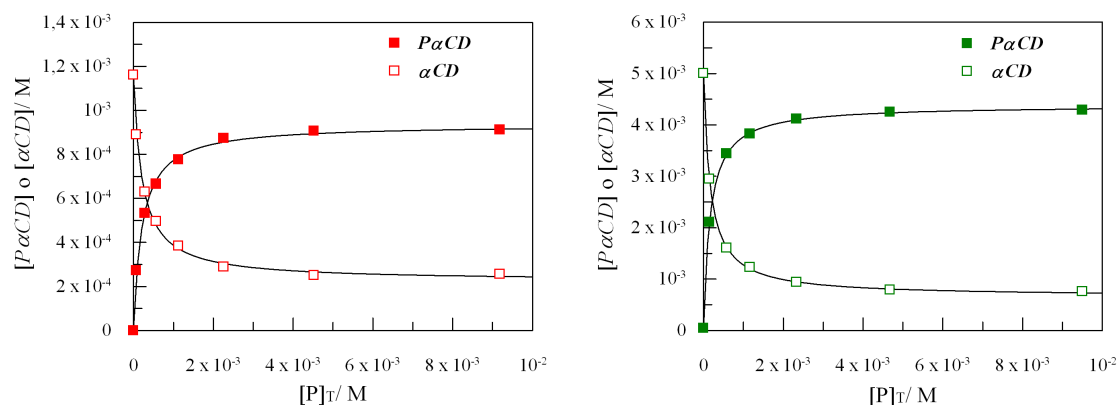 [PαCD] o [αCD]/ M
1,4 x 10⁻³
1,2 x 10⁻³
10⁻³
8 x 10⁻⁴
6 x 10⁻⁴
4 x 10⁻⁴
2 x 10⁻⁴
0
PαCD
αCD
0 2 x 10⁻³ 4 x 10⁻³ 6 x 10⁻³ 8 x 10⁻³ 10⁻²
[P]T/ M
[PαCD] o [αCD]/ M
6 x 10⁻³
5 x 10⁻³
4 x 10⁻³
3 x 10⁻³
2 x 10⁻³
10⁻³
0
PαCD
αCD
0 2 x 10⁻³ 4 x 10⁻³ 6 x 10⁻³ 8 x 10⁻³ 10⁻²
[P]T/ M